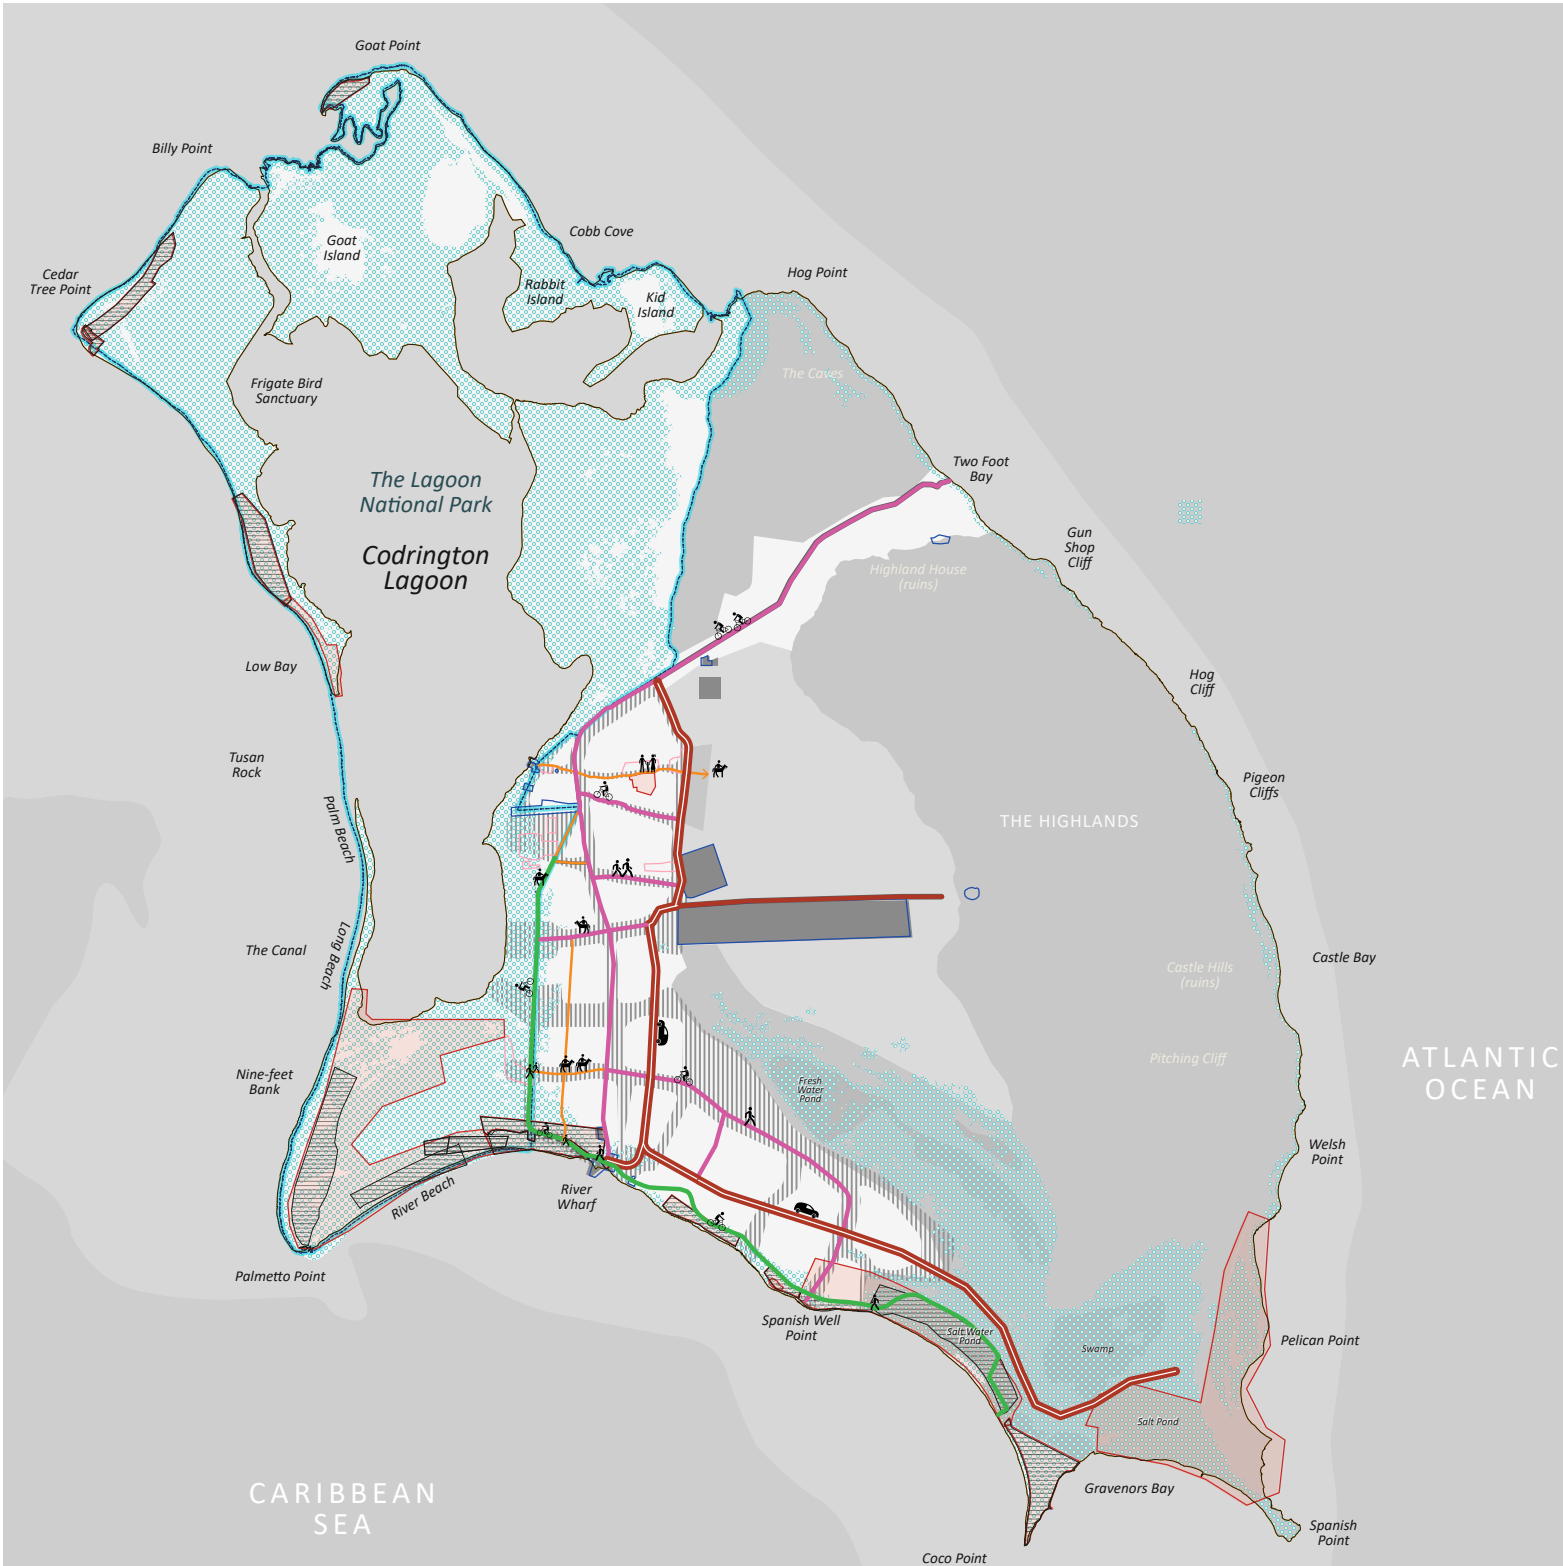 Goat Point
Billy Point
Cobb Cove
Goat
Island
Hog Point
Cedar
Tree Point
Rabbit
Island
Kid
Island
The Caves
Frigate Bird
Sanctuary
Two Foot
Bay
The Lagoon
National Park
Codrington
Lagoon
Gun
Shop
Cliff
Highland House
(ruins)
Low Bay
Hog
Cliff
Tusan
Rock
Pigeon
Cliffs
Palm Beach
THE HIGHLANDS
The Canal
Long Beach
Castle Bay
Castle Hills
(ruins)
Pitching Cliff
ATLANTIC
OCEAN
Nine-feet
Bank
Fresh
Water
Pond
Welsh
Point
River Beach
River
Wharf
Palmetto Point
Spanish Well
Point
Salt Water
Pond
Swamp
Pelican Point
Salt Pond
CARIBBEAN
SEA
Gravenors Bay
Spanish
Point
Coco Point